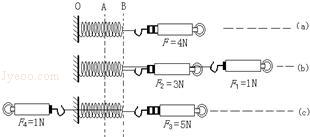 O A B
F=4N (a)
F₂=3N F₁=1N (b)
F₄=1N F₃=5N (c)
Jyeoo.com